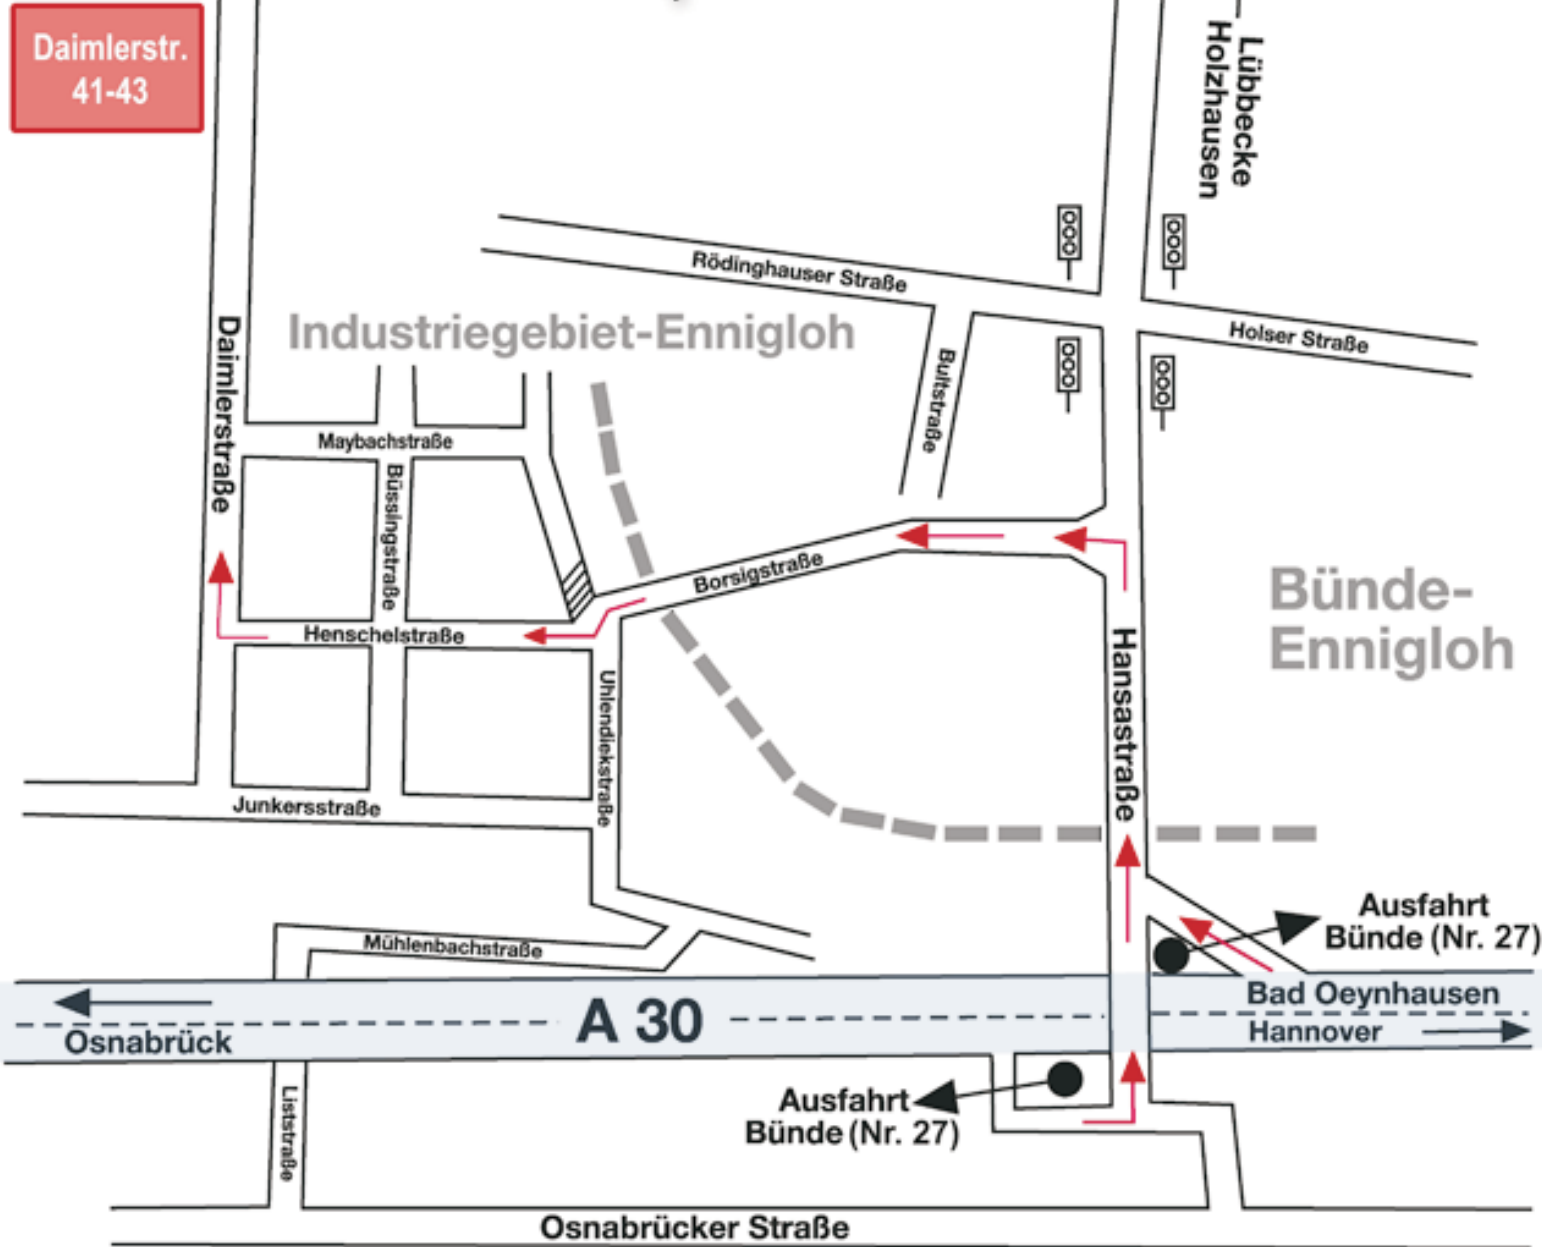 Daimlerstr.
41-43
Lübbecke
Holzhausen
Rödinghauser Straße
Holser Straße
Industriegebiet-Ennigloh
Daimlerstraße
Bultstraße
Maybachstraße
Büssingstraße
Borsigstraße
Bünde-
Ennigloh
Henschelstraße
Hansastraße
Uhlendiekstraße
Junkersstraße
Ausfahrt
Bünde (Nr. 27)
Mühlenbachstraße
A 30
Bad Oeynhausen
Hannover
Osnabrück
Ausfahrt
Bünde (Nr. 27)
Liststraße
Osnabrücker Straße